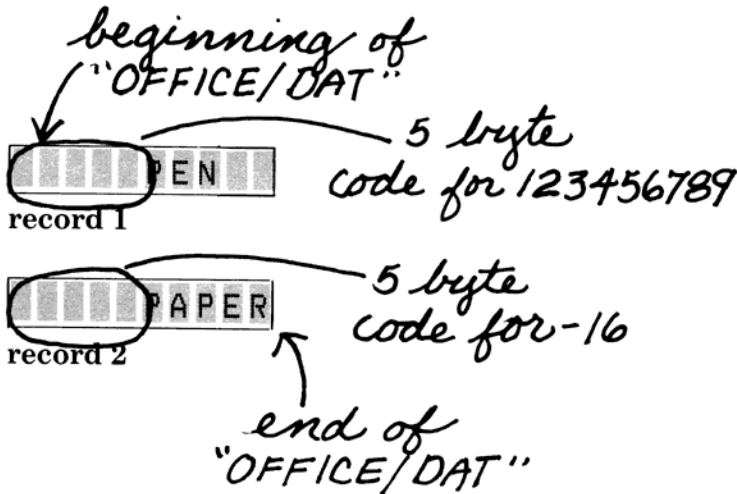 beginning of
"OFFICE/DAT"
5 byte
code for 123456789
PEN
record 1
5 byte
code for -16
PAPER
record 2
end of
"OFFICE/DAT"